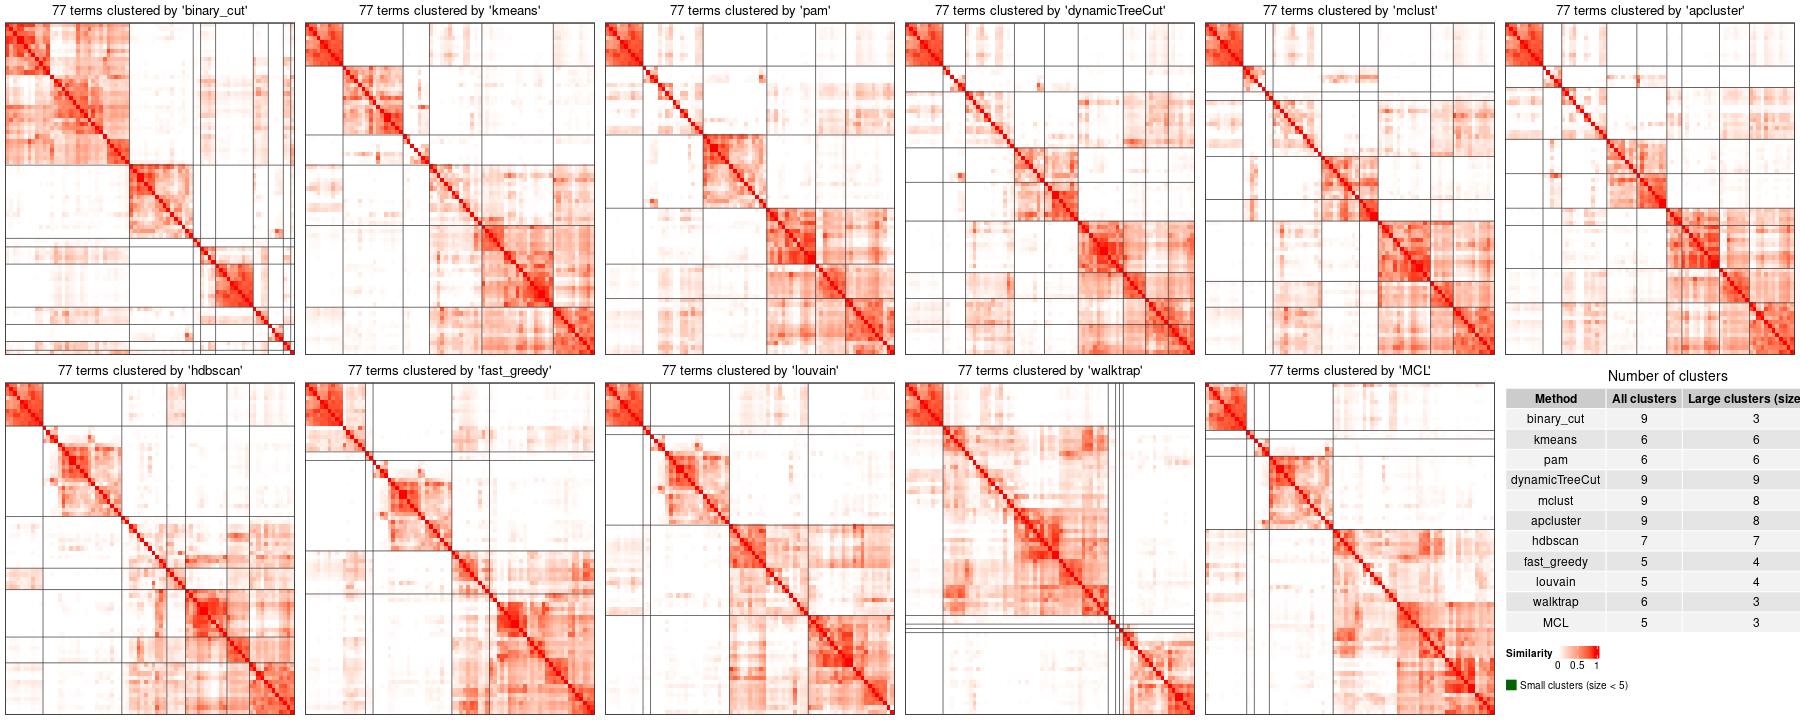 77 terms clustered by 'binary_cut'
77 terms clustered by 'kmeans'
77 terms clustered by 'pam'
77 terms clustered by 'dynamicTreeCut'
77 terms clustered by 'mclust'
77 terms clustered by 'apcluster'
77 terms clustered by 'hdbscan'
77 terms clustered by 'fast_greedy'
77 terms clustered by 'louvain'
77 terms clustered by 'walktrap'
77 terms clustered by 'MCL'
Number of clusters
Method All clusters Large clusters (size
binary_cut 9 3
kmeans 6 6
pam 6 6
dynamicTreeCut 9 9
mclust 9 8
apcluster 9 8
hdbscan 7 7
fast_greedy 5 4
louvain 5 4
walktrap 6 3
MCL 5 3
Similarity
0 0.5 1
Small clusters (size < 5)